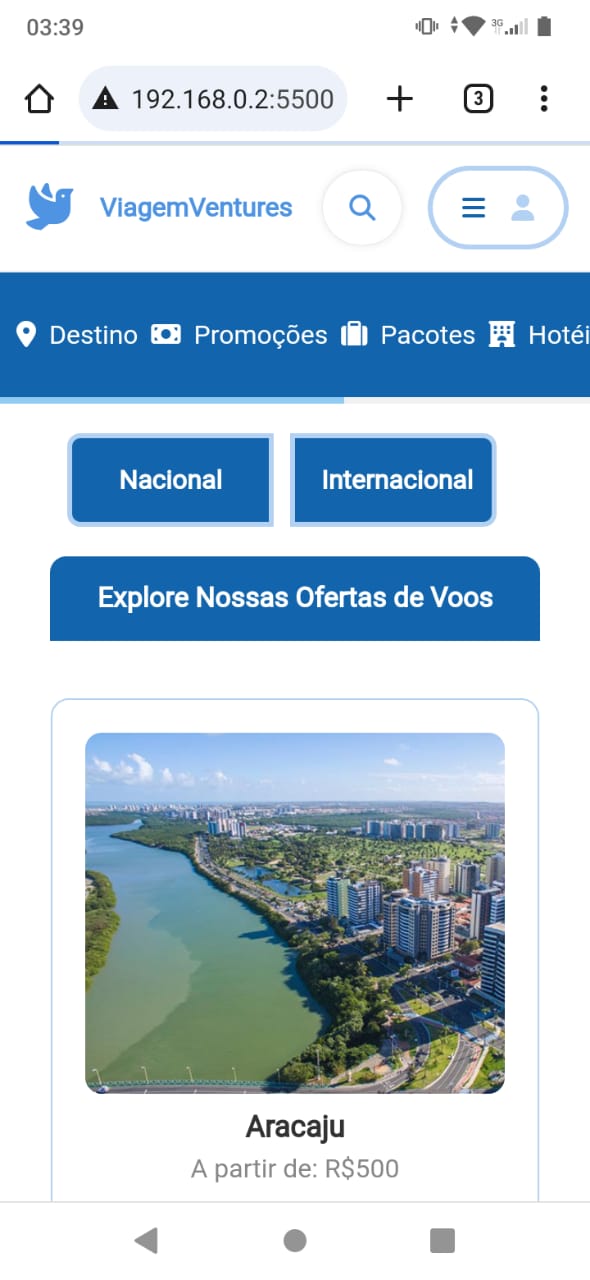 03:39
3G
192.168.0.2:5500
3
ViagemVentures
Destino Promoções Pacotes Hotéi
Nacional Internacional
Explore Nossas Ofertas de Voos
Aracaju
A partir de: R$500